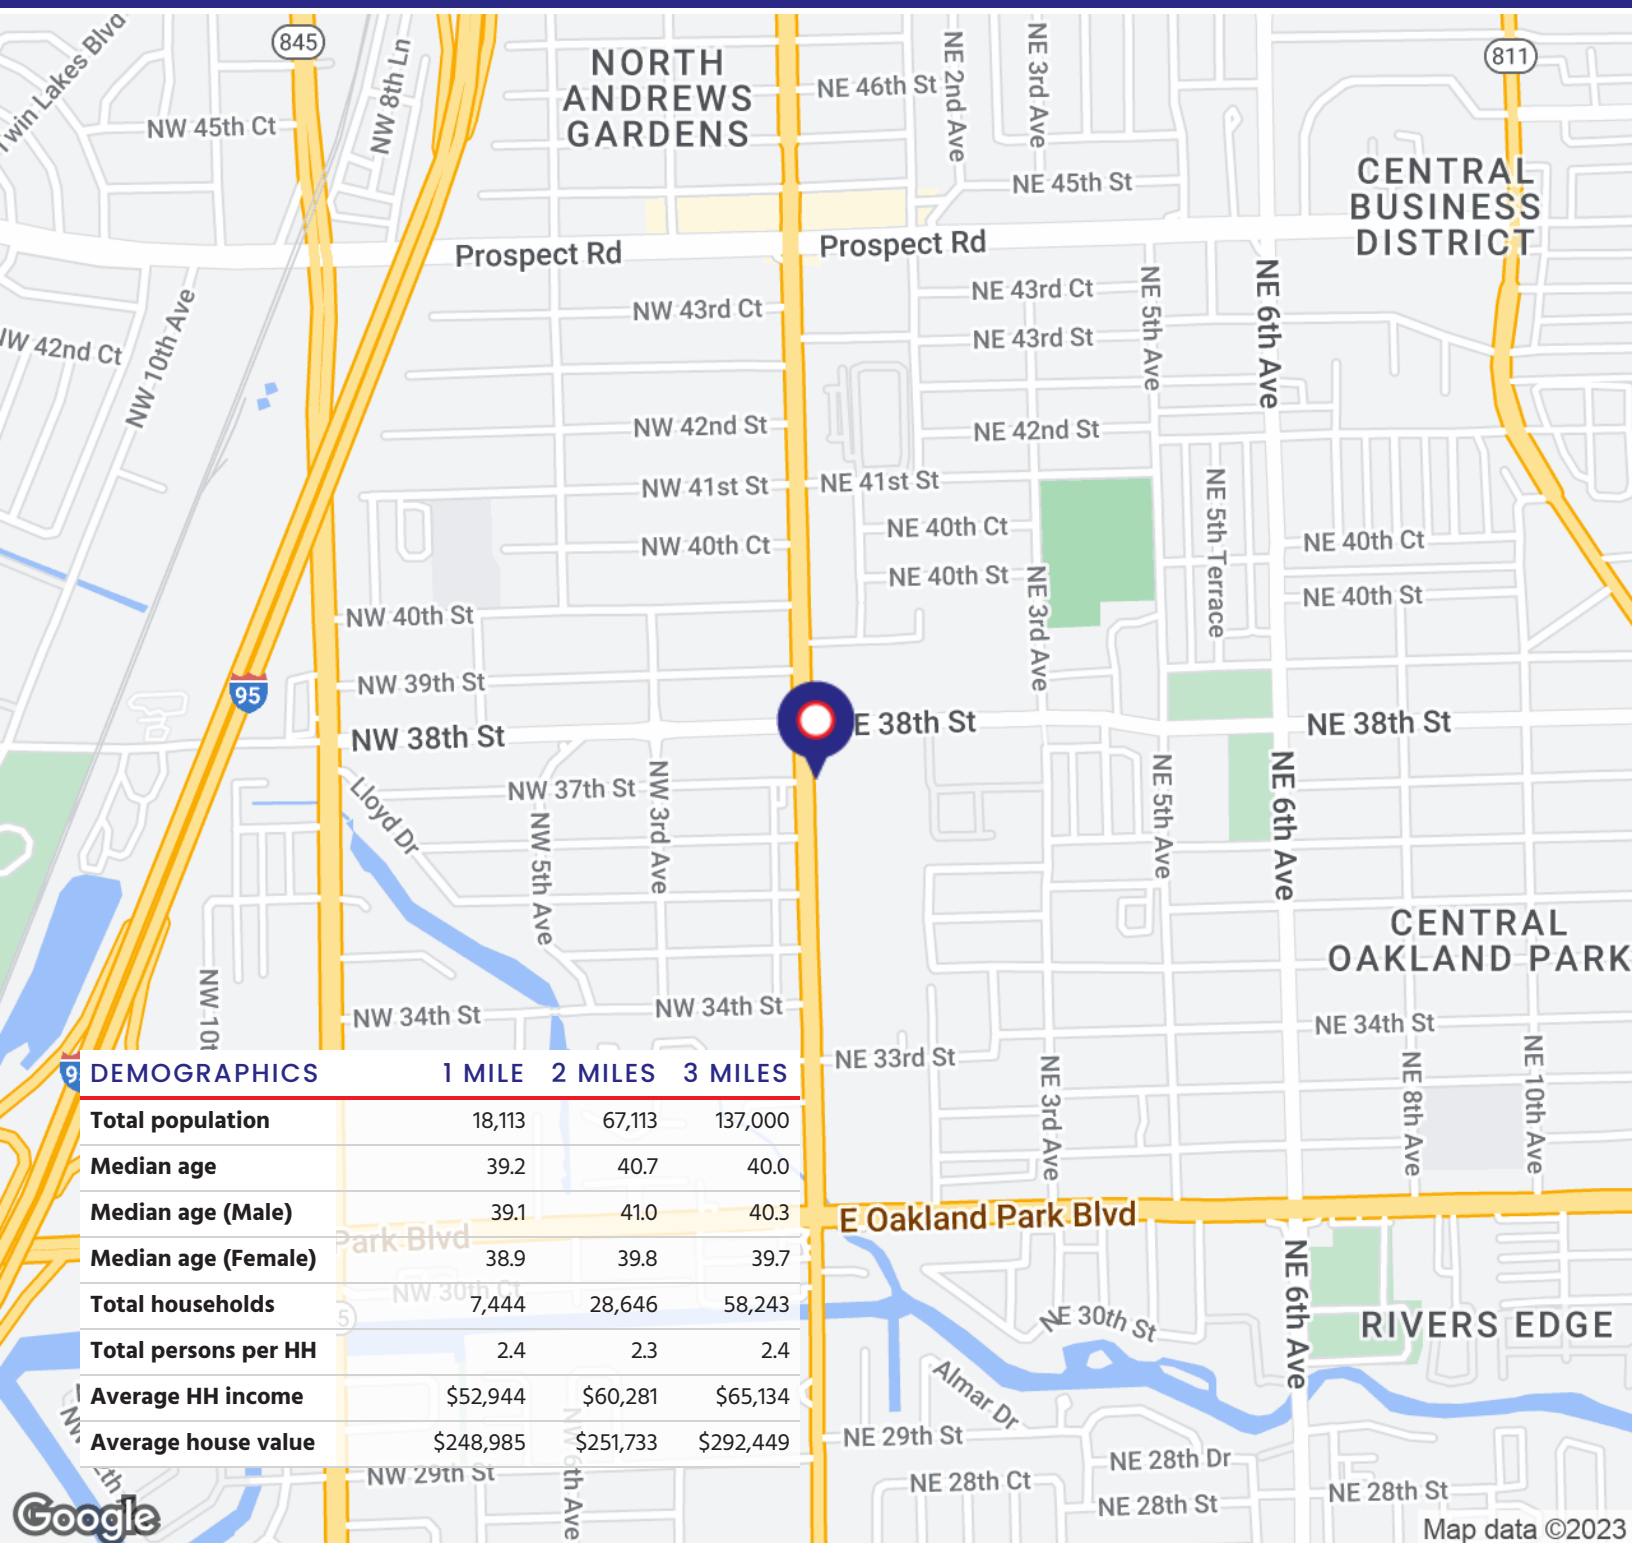 845
811
NORTH
ANDREWS
GARDENS
Twin Lakes Blvd
NW 8th Ln
NE 46th St
NE 2nd Ave
NE 3rd Ave
NW 45th Ct
NE 45th St
CENTRAL
BUSINESS
DISTRICT
Prospect Rd
Prospect Rd
NW 10th Ave
NW 42nd Ct
NW 43rd Ct
NE 43rd Ct
NE 43rd St
NE 5th Ave
NE 6th Ave
NW 42nd St
NE 42nd St
NW 41st St
NE 41st St
NE 5th Terrace
NW 40th Ct
NE 40th Ct
NE 40th Ct
NE 40th St
NE 40th St
NE 3rd Ave
NW 40th St
NW 39th St
95
NW 38th St
E 38th St
NE 38th St
Lloyd Dr
NW 37th St
NW 3rd Ave
NW 5th Ave
NE 5th Ave
NE 6th Ave
CENTRAL
OAKLAND PARK
NW 10t
NW 34th St
NW 34th St
NE 34th St
NE 33rd St
NE 3rd Ave
NE 8th Ave
NE 10th Ave
9
DEMOGRAPHICS 1 MILE 2 MILES 3 MILES
Total population 18,113 67,113 137,000
Median age 39.2 40.7 40.0
Median age (Male) 39.1 41.0 40.3
Median age (Female) 38.9 39.8 39.7
Total households 7,444 28,646 58,243
Total persons per HH 2.4 2.3 2.4
Average HH income $52,944 $60,281 $65,134
Average house value $248,985 $251,733 $292,449
Park Blvd
NW 30th Ct
5
E Oakland Park Blvd
NE 6th Ave
NE 30th St
RIVERS EDGE
Almar Dr
NW 29th St
NW 6th Ave
NE 29th St
NE 28th Dr
NE 28th Ct
NE 28th St
NE 28th St
Google
Map data ©2023